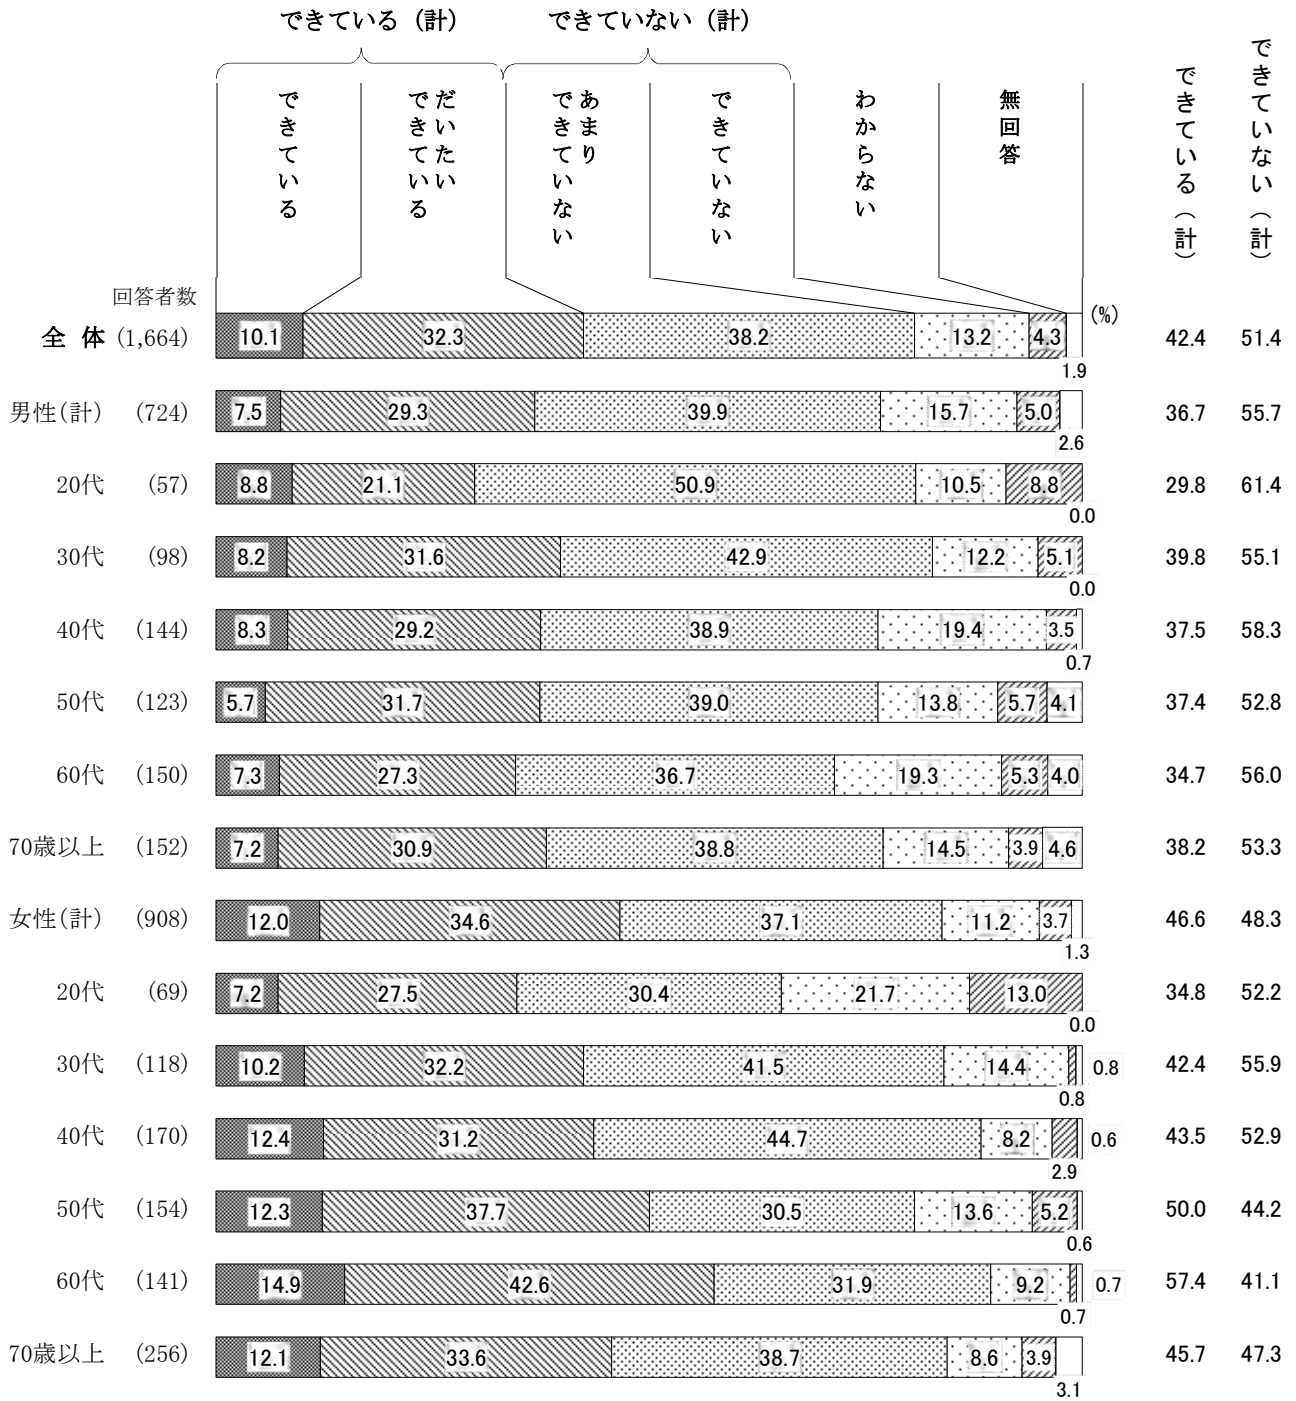 できている（計）
できていない（計）
できている
だいたい
できている
あまり
できていない
できていない
わからない
無回答
できている（計）
できていない（計）
回答者数
(%)
全 体 (1,664) 10.1 32.3 38.2 13.2 4.3 1.9 42.4 51.4
男性(計) (724) 7.5 29.3 39.9 15.7 5.0 2.6 36.7 55.7
20代 (57) 8.8 21.1 50.9 10.5 8.8 0.0 29.8 61.4
30代 (98) 8.2 31.6 42.9 12.2 5.1 0.0 39.8 55.1
40代 (144) 8.3 29.2 38.9 19.4 3.5 0.7 37.5 58.3
50代 (123) 5.7 31.7 39.0 13.8 5.7 4.1 37.4 52.8
60代 (150) 7.3 27.3 36.7 19.3 5.3 4.0 34.7 56.0
70歳以上 (152) 7.2 30.9 38.8 14.5 3.9 4.6 38.2 53.3
女性(計) (908) 12.0 34.6 37.1 11.2 3.7 1.3 46.6 48.3
20代 (69) 7.2 27.5 30.4 21.7 13.0 0.0 34.8 52.2
30代 (118) 10.2 32.2 41.5 14.4 0.8 0.8 42.4 55.9
40代 (170) 12.4 31.2 44.7 8.2 2.9 0.6 43.5 52.9
50代 (154) 12.3 37.7 30.5 13.6 5.2 0.6 50.0 44.2
60代 (141) 14.9 42.6 31.9 9.2 0.7 0.7 57.4 41.1
70歳以上 (256) 12.1 33.6 38.7 8.6 3.9 3.1 45.7 47.3